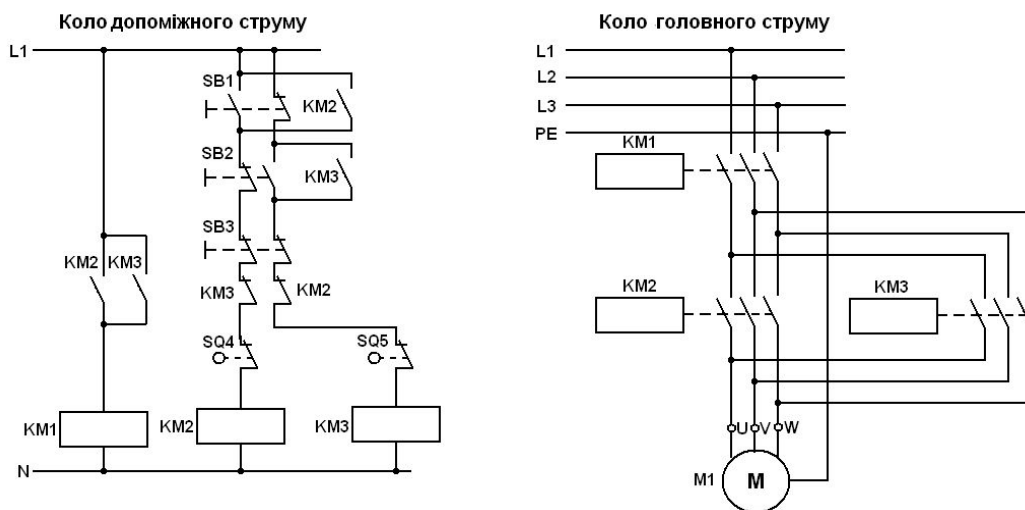 Коло допоміжного струму
L1
SB1
KM2
SB2
KM3
SB3
KM2
KM3
KM3
KM2
SQ4
SQ5
KM1
KM2
KM3
N
Коло головного струму
L1
L2
L3
PE
KM1
KM2
KM3
U
V
W
M1
M